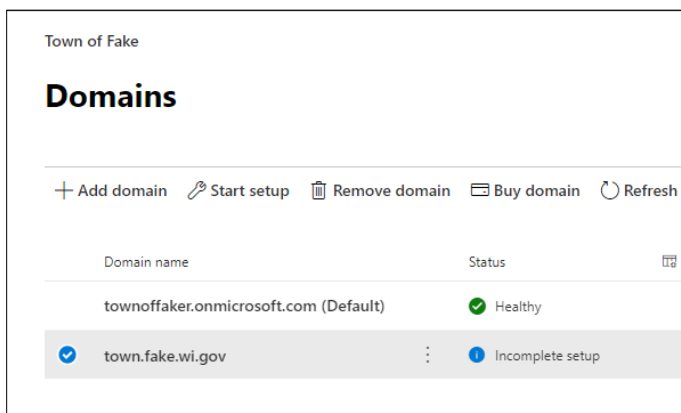 Town of Fake
Domains
Add domain Start setup Remove domain Buy domain Refresh
Domain name Status
townoffaker.onmicrosoft.com (Default) Healthy
town.fake.wi.gov Incomplete setup